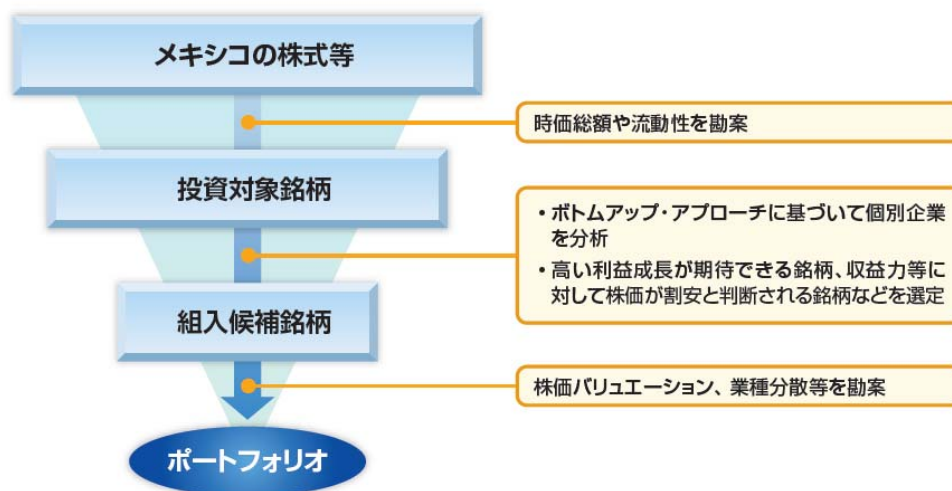 メキシコの株式等
時価総額や流動性を勘案
投資対象銘柄
・ボトムアップ・アプローチに基づいて個別企業
を分析
・高い利益成長が期待できる銘柄、収益力等に
対して株価が割安と判断される銘柄などを選定
組入候補銘柄
株価バリュエーション、業種分散等を勘案
ポートフォリオ